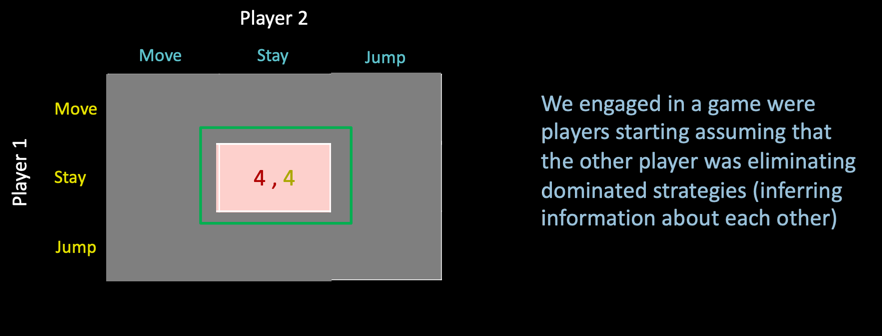 Player 2
Move Stay Jump
Player 1
Move
Stay
Jump
4 , 4
We engaged in a game were
players starting assuming that
the other player was eliminating
dominated strategies (inferring
information about each other)